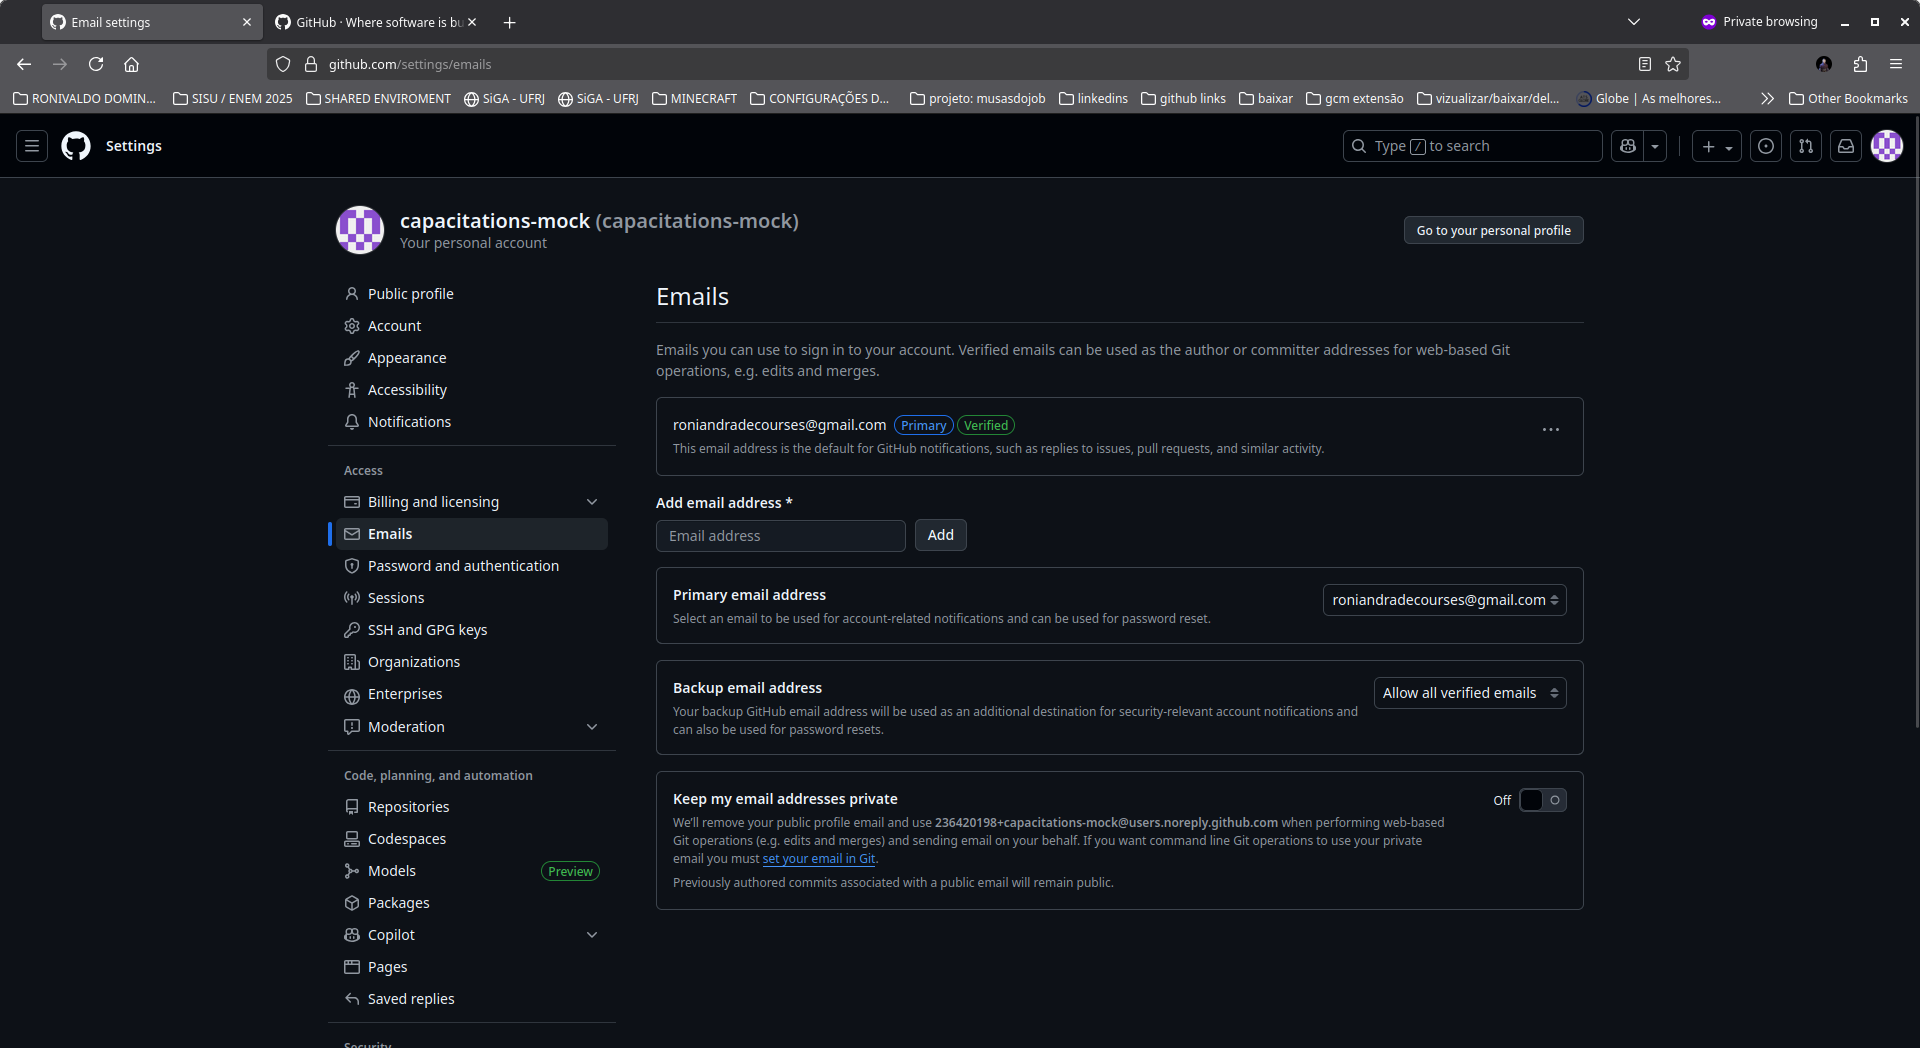 Email settings
GitHub · Where software is bu
Private browsing
github.com/settings/emails
RONIVALDO DOMIN...
SISU / ENEM 2025
SHARED ENVIROMENT
SiGA - UFRJ
SiGA - UFRJ
MINECRAFT
CONFIGURAÇÕES D...
projeto: musasdojob
linkedins
github links
baixar
gcm extensão
vizualizar/baixar/del...
Globe | As melhores...
Other Bookmarks
Settings
Type / to search
capacitations-mock (capacitations-mock)
Your personal account
Go to your personal profile
Public profile
Account
Appearance
Accessibility
Notifications
Access
Billing and licensing
Emails
Password and authentication
Sessions
SSH and GPG keys
Organizations
Enterprises
Moderation
Code, planning, and automation
Repositories
Codespaces
Models Preview
Packages
Copilot
Pages
Saved replies
Security
Emails
Emails you can use to sign in to your account. Verified emails can be used as the author or committer addresses for web-based Git
operations, e.g. edits and merges.
roniandradecourses@gmail.com Primary Verified
This email address is the default for GitHub notifications, such as replies to issues, pull requests, and similar activity.
Add email address *
Email address
Add
Primary email address
Select an email to be used for account-related notifications and can be used for password reset.
roniandradecourses@gmail.com
Backup email address
Your backup GitHub email address will be used as an additional destination for security-relevant account notifications and
can also be used for password resets.
Allow all verified emails
Keep my email addresses private
Off
We'll remove your public profile email and use 236420198+capacitations-mock@users.noreply.github.com when performing web-based
Git operations (e.g. edits and merges) and sending email on your behalf. If you want command line Git operations to use your private
email you must set your email in Git.
Previously authored commits associated with a public email will remain public.